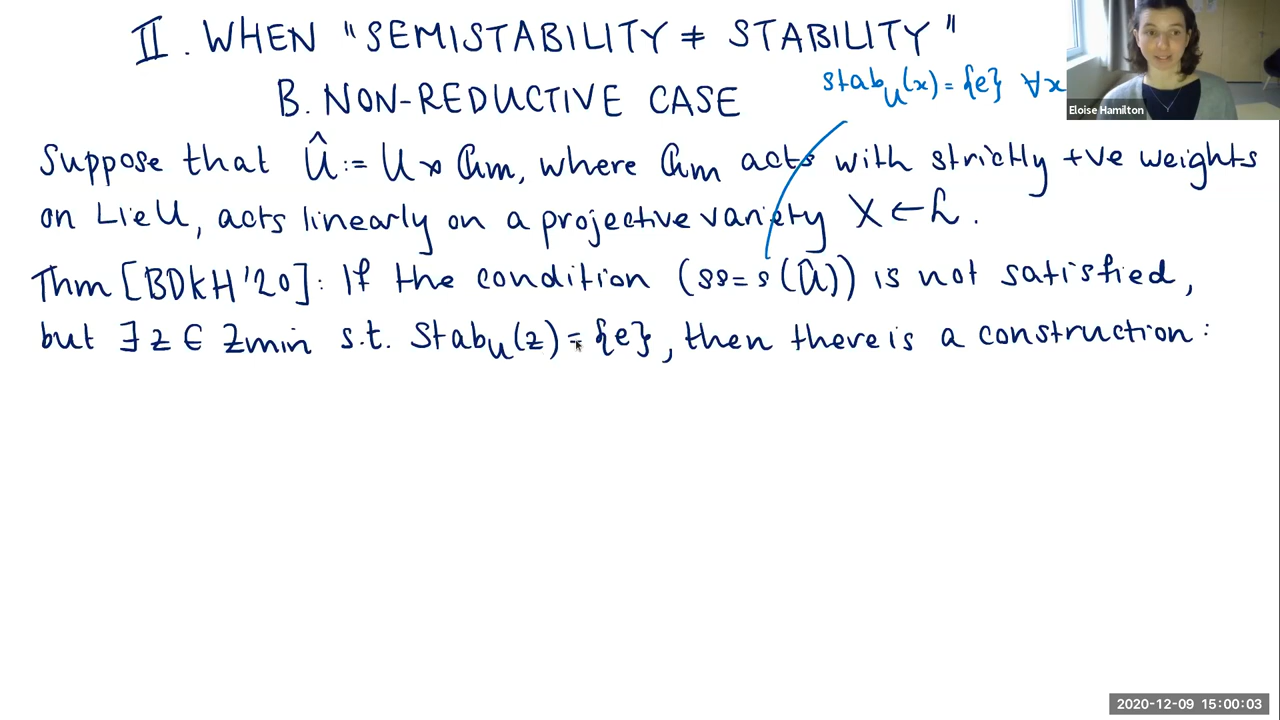 II. WHEN "SEMISTABILITY ≠ STABILITY"
B. NON-REDUCTIVE CASE
stab_U(x) = {e} ∀x
Eloise Hamilton
Suppose that Û := U ⋊ 𝔾m, where 𝔾m acts with strictly +ve weights
on Lie U, acts linearly on a projective variety X ← L.
Thm [BDKH '20]: If the condition (ss = s (Û)) is not satisfied,
but ∃ z ∈ Zmin s.t. Stab_U(z) = {e}, then there is a construction:
2020-12-09 15:00:03